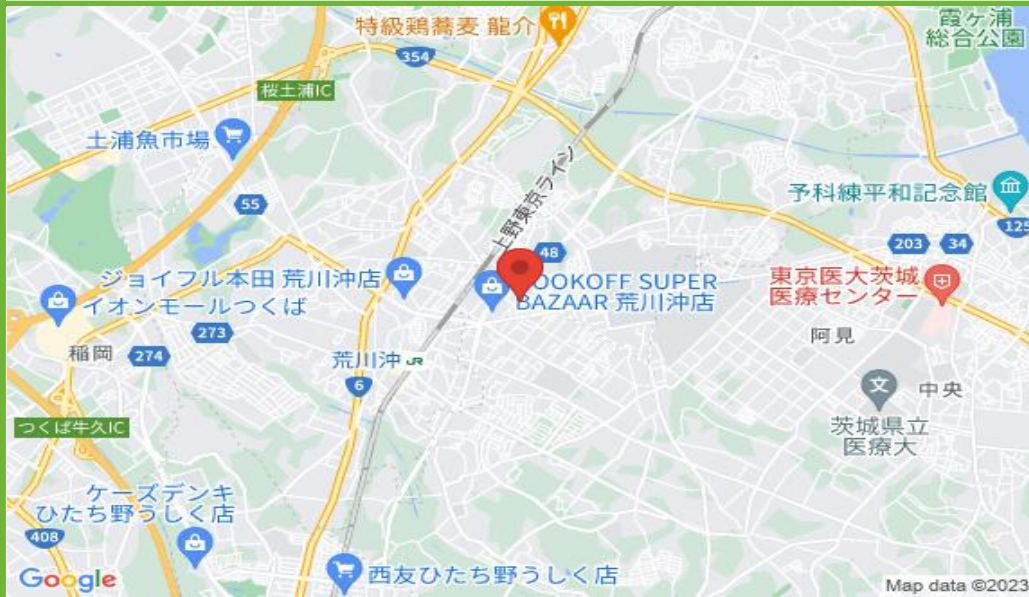 特級鶏蕎麦 龍介
霞ヶ浦
総合公園
354
桜土浦IC
土浦魚市場
上野東京ライン
予科練平和記念館
55
125
48
203
34
ジョイフル本田 荒川沖店
OOKOFF SUPER
BAZAAR 荒川沖店
東京医大茨城
医療センター
イオンモールつくば
273
阿見
稲岡
274
荒川沖 JR
6
文
中央
つくば牛久IC
茨城県立
医療大
ケーズデンキ
ひたち野うしく店
408
Google
西友ひたち野うしく店
Map data ©2023